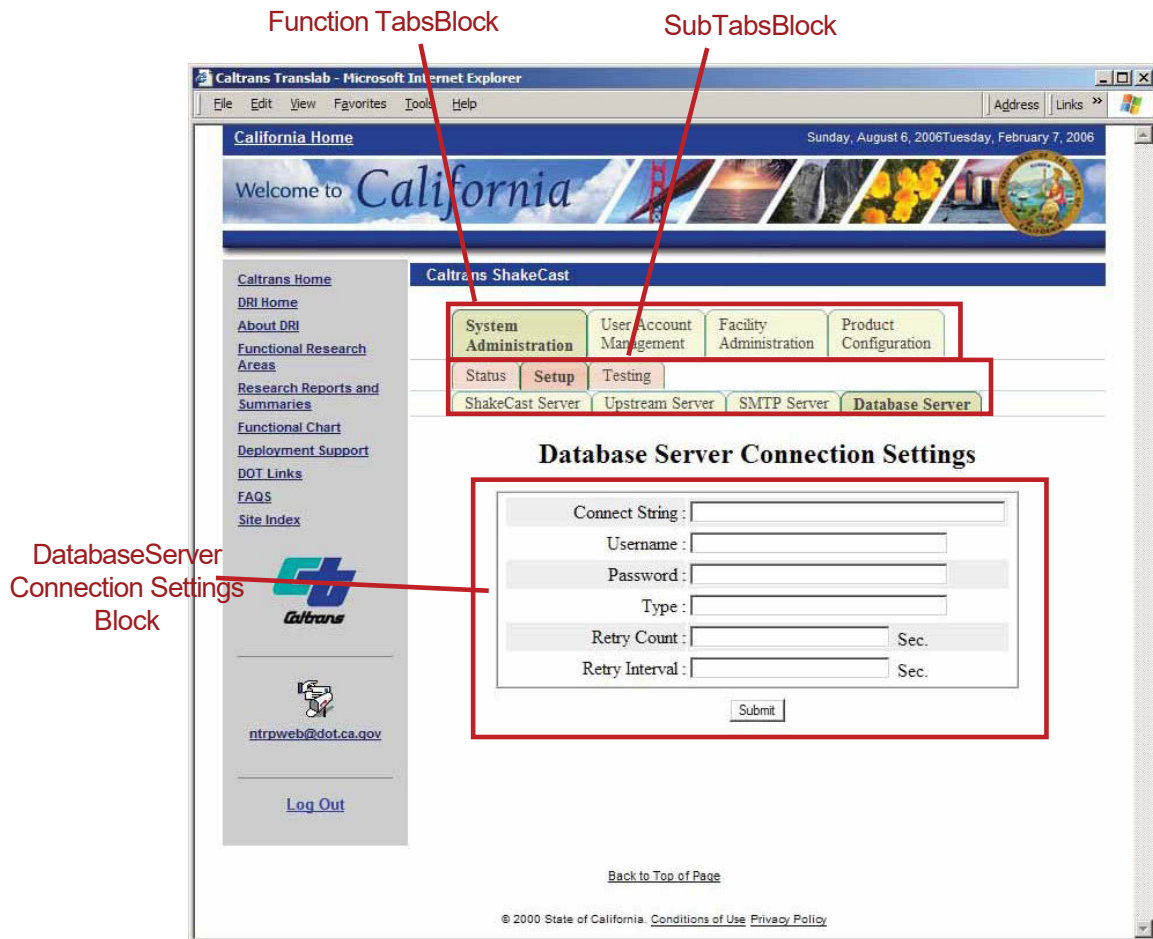 Function TabsBlock
SubTabsBlock
Caltrans Translab - Microsoft Internet Explorer
File Edit View Favorites Tools Help
Address Links »
California Home
Sunday, August 6, 2006Tuesday, February 7, 2006
Welcome to California
Caltrans Home
DRI Home
About DRI
Functional Research
Areas
Research Reports and
Summaries
Functional Chart
Deployment Support
DOT Links
FAQS
Site Index
Caltrans
ntrpweb@dot.ca.gov
Log Out
Caltrans ShakeCast
System
Administration
User Account
Management
Facility
Administration
Product
Configuration
Status Setup Testing
ShakeCast Server Upstream Server SMTP Server Database Server
Database Server Connection Settings
DatabaseServer
Connection Settings
Block
Connect String :
Username :
Password :
Type :
Retry Count : Sec.
Retry Interval : Sec.
Submit
Back to Top of Page
© 2000 State of California. Conditions of Use Privacy Policy